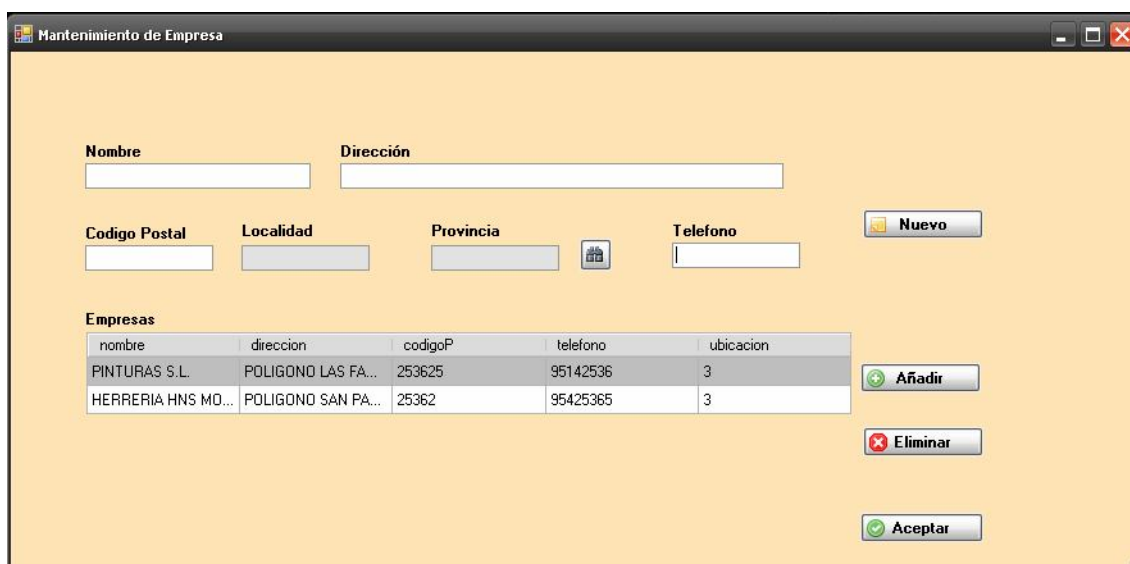 Mantenimiento de Empresa
Nombre Dirección
Codigo Postal Localidad Provincia Telefono
Nuevo
Empresas
nombre direccion codigoP telefono ubicacion
PINTURAS S.L. POLIGONO LAS FA... 253625 95142536 3
HERRERIA HNS MO... POLIGONO SAN PA... 25362 95425365 3
Añadir
Eliminar
Aceptar